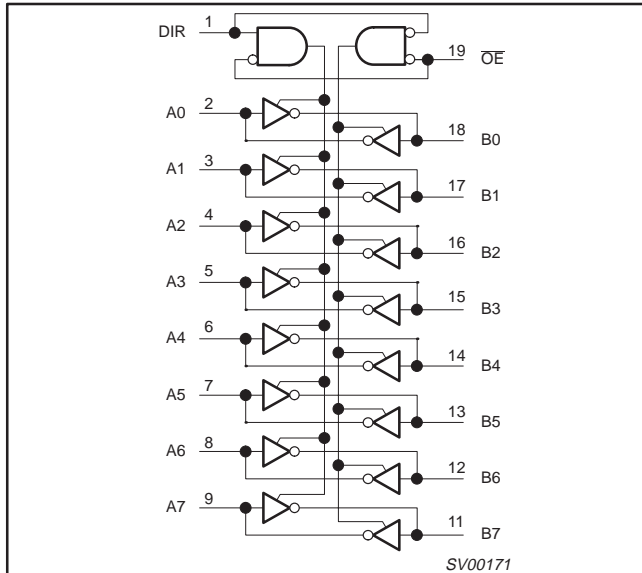 DIR 1
19 O̅E̅
A0 2
18 B0
A1 3
17 B1
A2 4
16 B2
A3 5
15 B3
A4 6
14 B4
A5 7
13 B5
A6 8
12 B6
A7 9
11 B7
SV00171